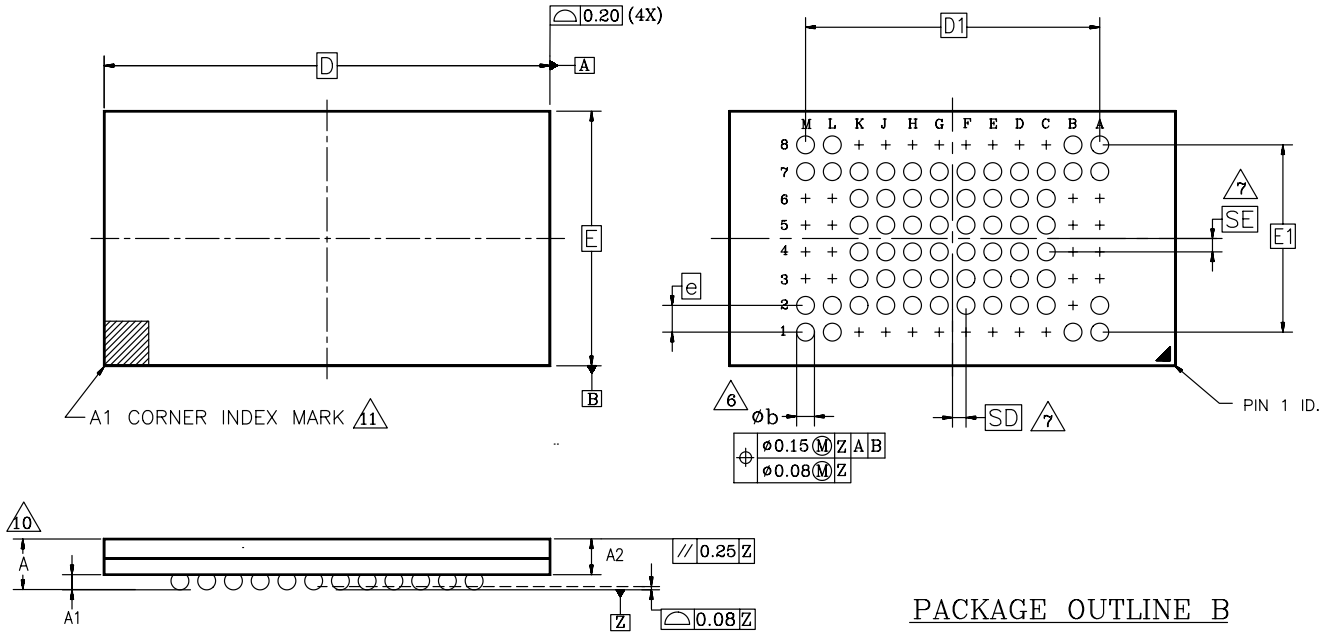 0.20 (4X)
D
A
D1
M L K J H G F E D C B A
8
7
6
5
4
3
2
1
E
B
e
7
SE
E1
A1 CORNER INDEX MARK 11
6
øb
SD 7
PIN 1 ID.
ø0.15 M Z A B
ø0.08 M Z
10
A
A1
A2
// 0.25 Z
Z
0.08 Z
PACKAGE OUTLINE B